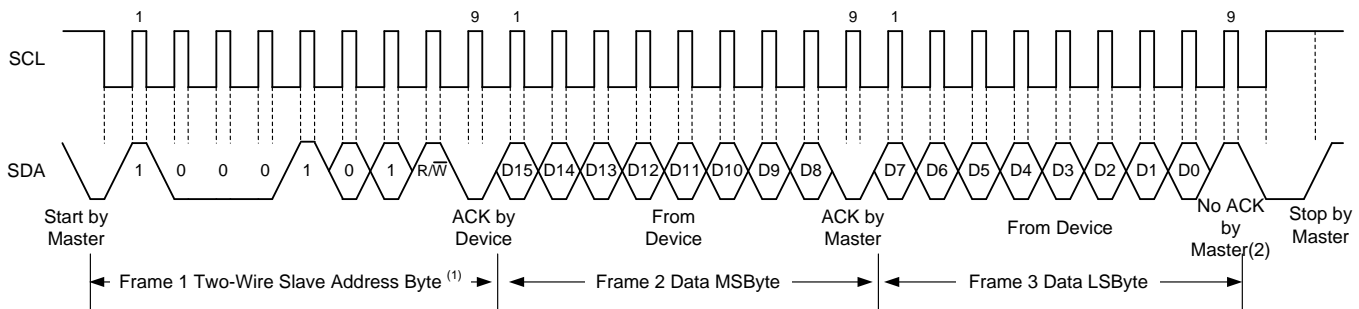 1 9 1 9 1 9
SCL
SDA 1 0 0 0 1 0 1 R/W̅ D15 D14 D13 D12 D11 D10 D9 D8 D7 D6 D5 D4 D3 D2 D1 D0
Start by
Master
ACK by
Device
From
Device
ACK by
Master
From Device
No ACK
by
Master(2)
Stop by
Master
Frame 1 Two-Wire Slave Address Byte (1)
Frame 2 Data MSByte
Frame 3 Data LSByte